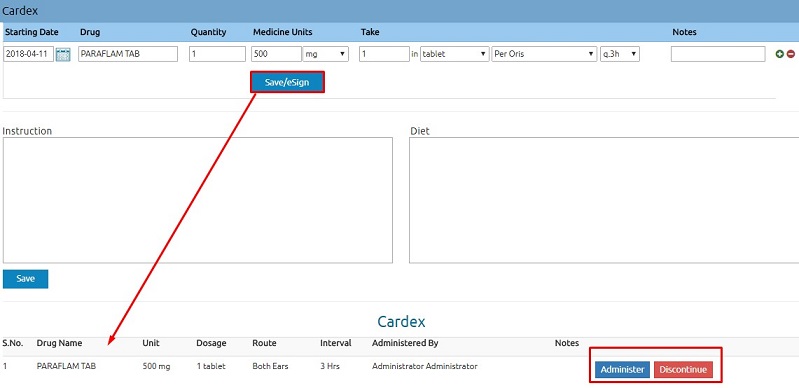 Cardex
Starting Date Drug Quantity Medicine Units Take Notes
2018-04-11 PARAFLAM TAB 1 500 mg 1 in tablet Per Oris q.3h
Save/eSign
Instruction Diet
Save
Cardex
S.No. Drug Name Unit Dosage Route Interval Administered By Notes
1 PARAFLAM TAB 500 mg 1 tablet Both Ears 3 Hrs Administrator Administrator Administer Discontinue